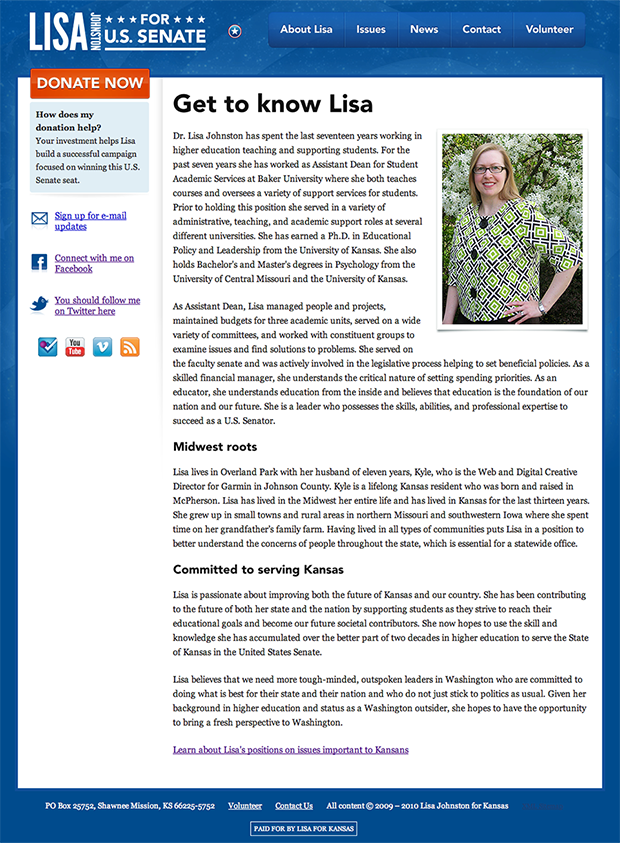 LISA JOHNSTON FOR U.S. SENATE
About Lisa Issues News Contact Volunteer
DONATE NOW
How does my
donation help?
Your investment helps Lisa
build a successful campaign
focused on winning this U.S.
Senate seat.
Sign up for e-mail
updates
Connect with me on
Facebook
You should follow me
on Twitter here
You Tube
Get to know Lisa
Dr. Lisa Johnston has spent the last seventeen years working in
higher education teaching and supporting students. For the
past seven years she has worked as Assistant Dean for Student
Academic Services at Baker University where she both teaches
courses and oversees a variety of support services for students.
Prior to holding this position she served in a variety of
administrative, teaching, and academic support roles at several
different universities. She has earned a Ph.D. in Educational
Policy and Leadership from the University of Kansas. She also
holds Bachelor's and Master's degrees in Psychology from the
University of Central Missouri and the University of Kansas.
As Assistant Dean, Lisa managed people and projects,
maintained budgets for three academic units, served on a wide
variety of committees, and worked with constituent groups to
examine issues and find solutions to problems. She served on
the faculty senate and was actively involved in the legislative process helping to set beneficial policies. As a
skilled financial manager, she understands the critical nature of setting spending priorities. As an
educator, she understands education from the inside and believes that education is the foundation of our
nation and our future. She is a leader who possesses the skills, abilities, and professional expertise to
succeed as a U.S. Senator.
Midwest roots
Lisa lives in Overland Park with her husband of eleven years, Kyle, who is the Web and Digital Creative
Director for Garmin in Johnson County. Kyle is a lifelong Kansas resident who was born and raised in
McPherson. Lisa has lived in the Midwest her entire life and has lived in Kansas for the last thirteen years.
She grew up in small towns and rural areas in northern Missouri and southwestern Iowa where she spent
time on her grandfather's family farm. Having lived in all types of communities puts Lisa in a position to
better understand the concerns of people throughout the state, which is essential for a statewide office.
Committed to serving Kansas
Lisa is passionate about improving both the future of Kansas and our country. She has been contributing
to the future of both her state and the nation by supporting students as they strive to reach their
educational goals and become our future societal contributors. She now hopes to use the skill and
knowledge she has accumulated over the better part of two decades in higher education to serve the State
of Kansas in the United States Senate.
Lisa believes that we need more tough-minded, outspoken leaders in Washington who are committed to
doing what is best for their state and their nation and who do not just stick to politics as usual. Given her
background in higher education and status as a Washington outsider, she hopes to have the opportunity
to bring a fresh perspective to Washington.
Learn about Lisa's positions on issues important to Kansans
PO Box 25752, Shawnee Mission, KS 66225-5752 Volunteer Contact Us All content © 2009 – 2010 Lisa Johnston for Kansas
PAID FOR BY LISA FOR KANSAS